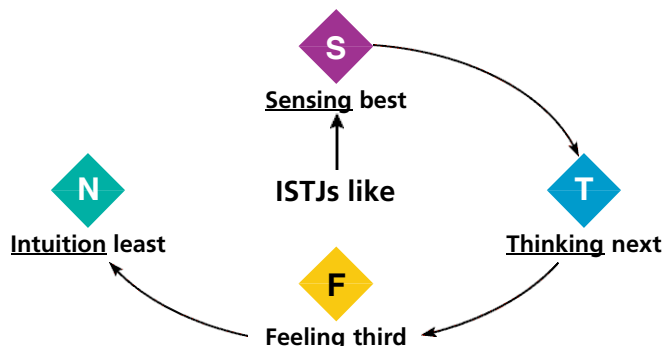 S
Sensing best
ISTJs like
N
T
Intuition least
Thinking next
F
Feeling third